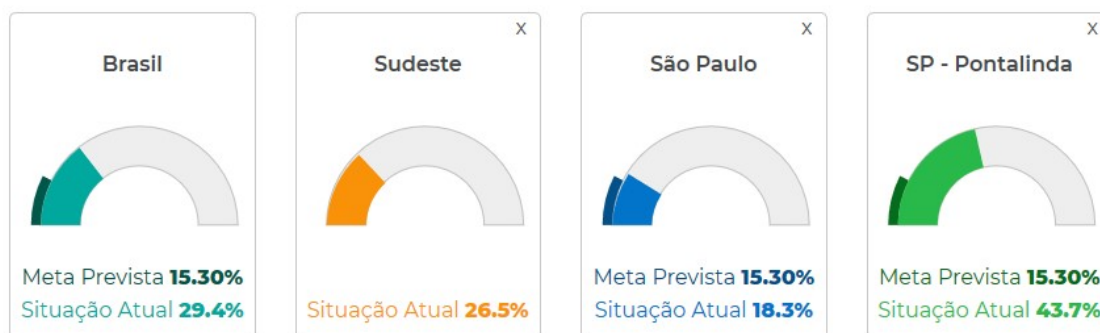 Brasil
Meta Prevista 15.30%
Situação Atual 29.4%
X
Sudeste
Situação Atual 26.5%
X
São Paulo
Meta Prevista 15.30%
Situação Atual 18.3%
X
SP - Pontalinda
Meta Prevista 15.30%
Situação Atual 43.7%